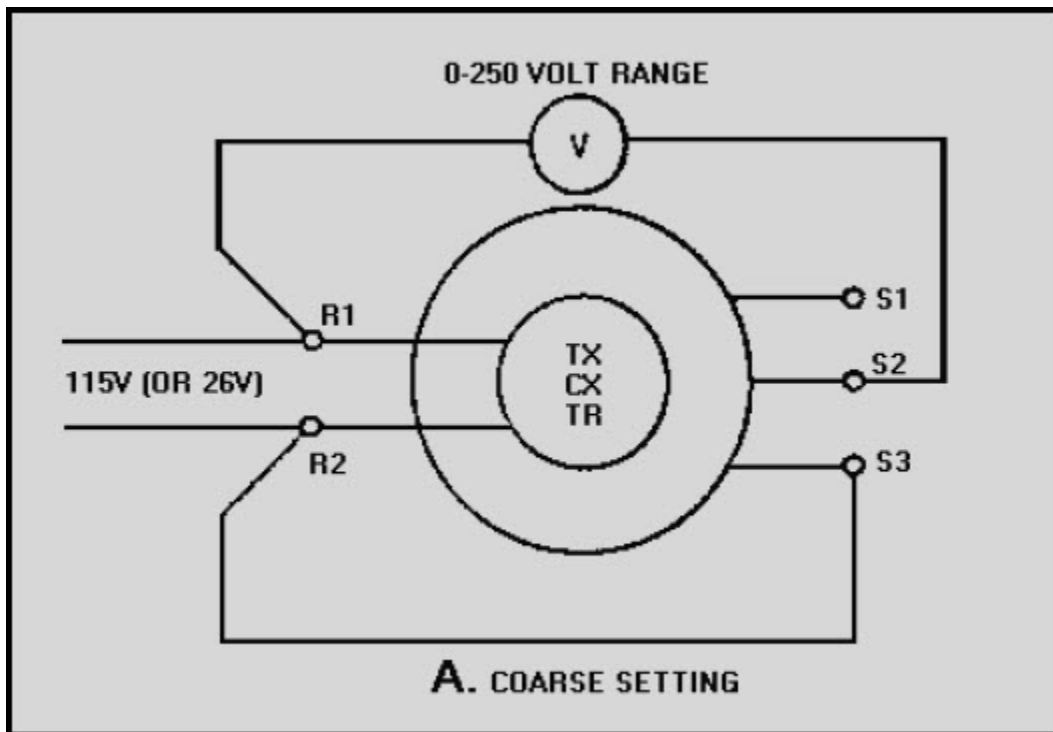 0-250 VOLT RANGE
V
S1
R1
S2
TX
115V (OR 26V)
CX
TR
R2
S3
A. COARSE SETTING